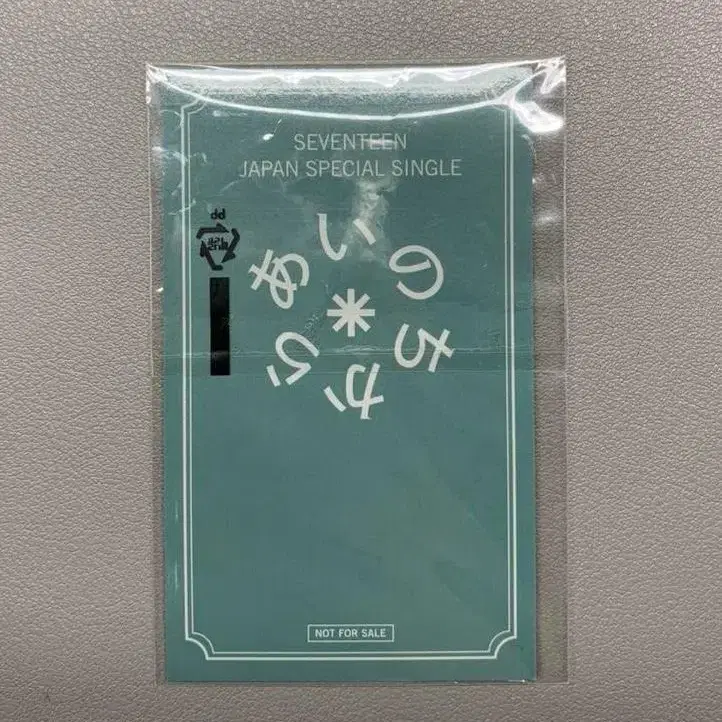 SEVENTEEN
JAPAN SPECIAL SINGLE
あいのちから
NOT FOR SALE